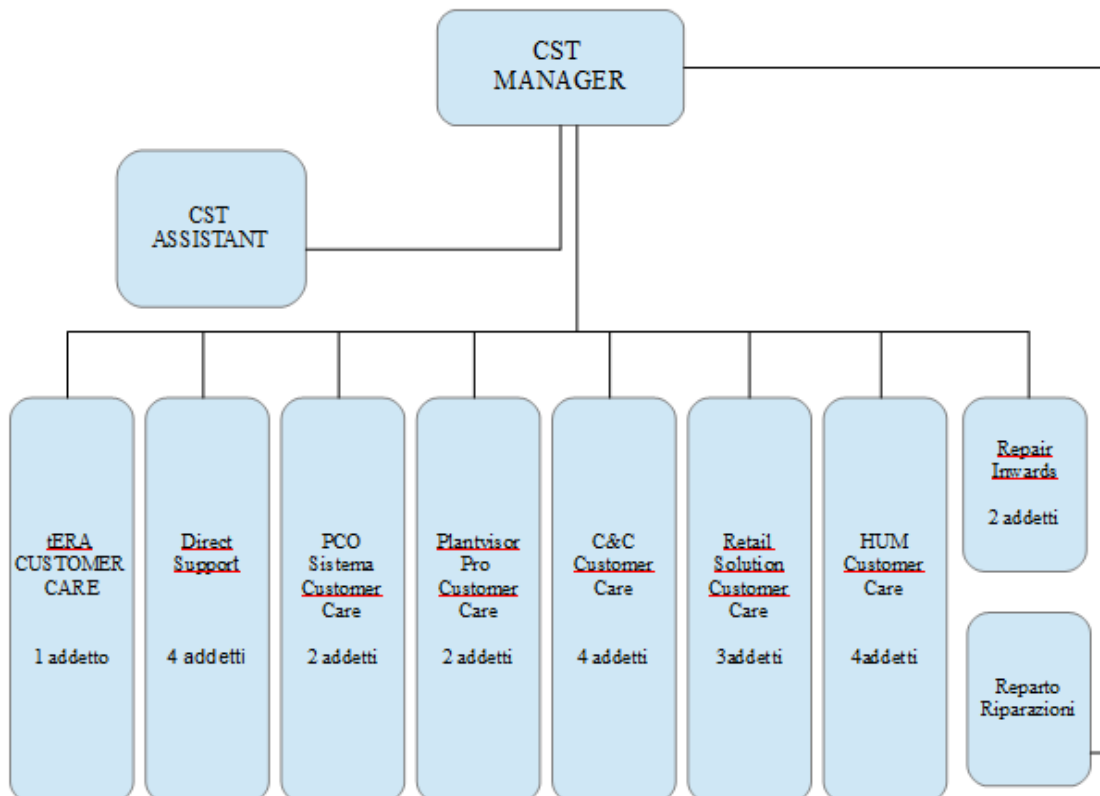 CST
MANAGER
CST
ASSISTANT
tERA
CUSTOMER
CARE
1 addetto
Direct
Support
4 addetti
PCO
Sistema
Customer
Care
2 addetti
Plantvisor
Pro
Customer
Care
2 addetti
C&C
Customer
Care
4 addetti
Retail
Solution
Customer
Care
3addetti
HUM
Customer
Care
4addetti
Repair
Inwards
2 addetti
Reparto
Riparazioni